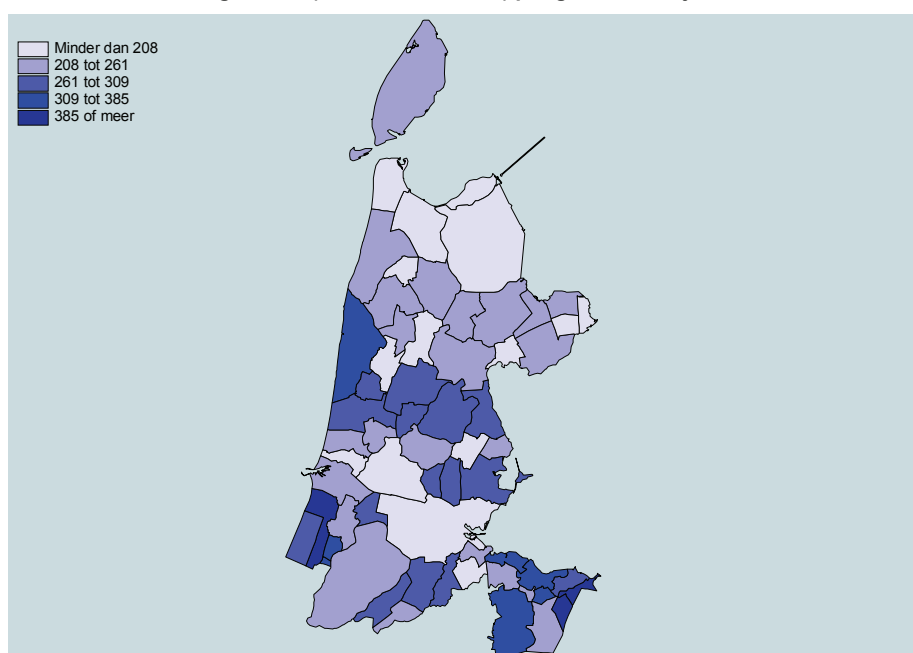 Minder dan 208
208 tot 261
261 tot 309
309 tot 385
385 of meer